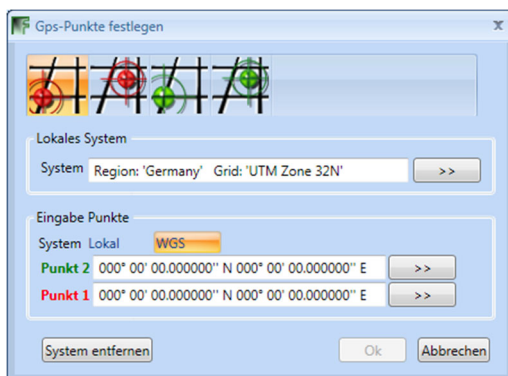 Gps-Punkte festlegen
Lokales System
System Region: 'Germany' Grid: 'UTM Zone 32N' >>
Eingabe Punkte
System Lokal WGS
Punkt 2 000° 00' 00.000000'' N 000° 00' 00.000000'' E >>
Punkt 1 000° 00' 00.000000'' N 000° 00' 00.000000'' E >>
System entfernen Ok Abbrechen